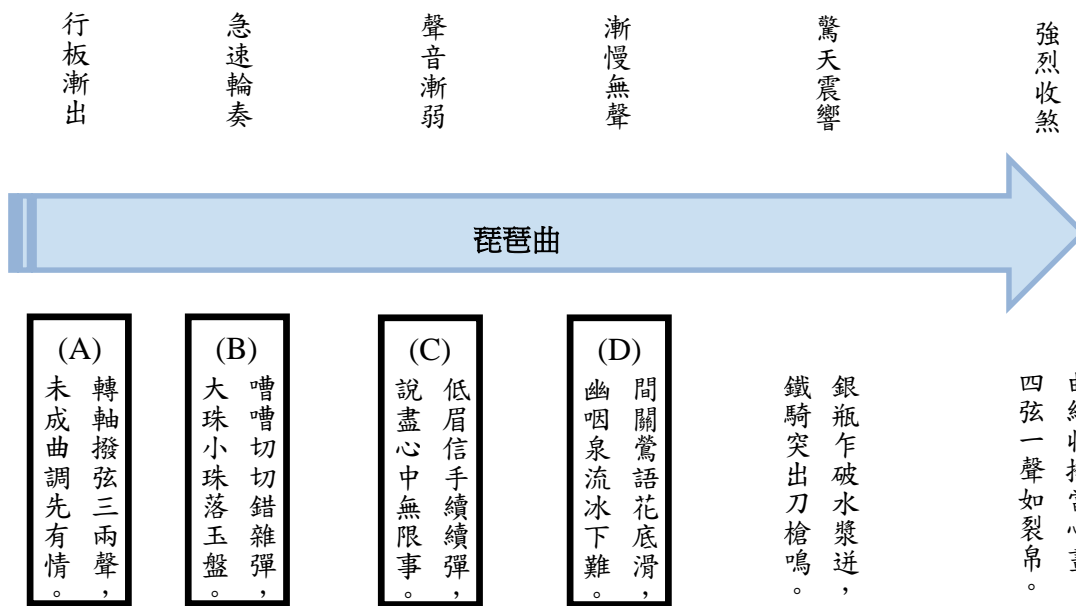 行板漸出
急速輪奏
聲音漸弱
漸慢無聲
驚天震響
強烈收煞
琵琶曲
(A)
轉軸撥弦三兩聲，
未成曲調先有情。
(B)
嘈嘈切切錯雜彈，
大珠小珠落玉盤。
(C)
低眉信手續續彈，
說盡心中無限事。
(D)
間關鶯語花底滑，
幽咽泉流冰下難。
銀瓶乍破水漿迸，
鐵騎突出刀槍鳴。
四弦一聲如裂帛。